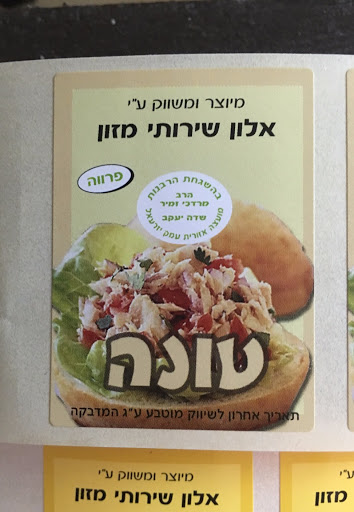 מיוצר ומשווק ע״י
אלון שירותי מזון
פרווה
בהשגחת הרבנות
הרב
מרדכי זמיר
שדה יעקב
מועצה אזורית עמק יזרעאל
טונה
תאריך אחרון לשיווק מוטבע ע״ג המדבקה
מיוצר ומשווק ע״י
אלון שירותי מזון
ע״י
מזון